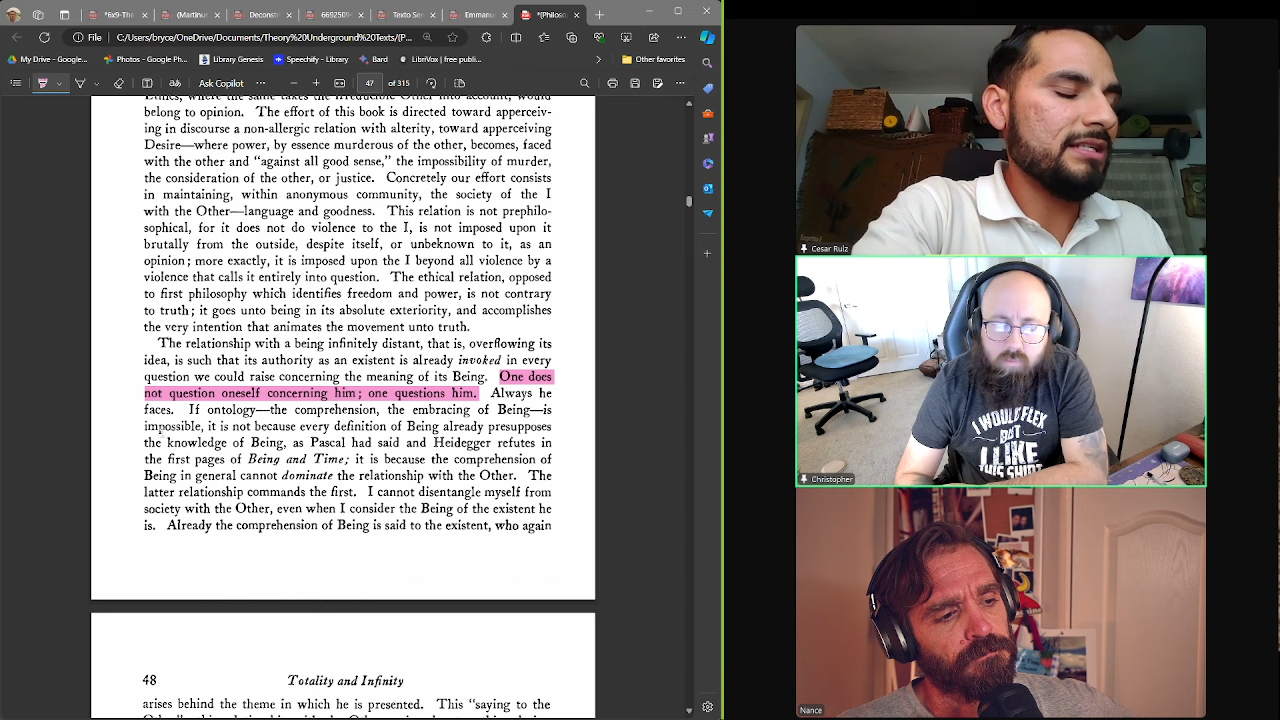 *6x9-The
(Martinus
Deconstr
6692509
Texto Se
Emmanu
*(Philoso
File
C:/Users/bryce/OneDrive/Documents/Theory%20Underground%20Texts/(P...
My Drive - Google...
Photos - Google Ph...
Library Genesis
Speechify - Library
Bard
LibriVox | free publi...
Other favorites
Ask Copilot
47 of 315
belong to opinion. The effort of this book is directed toward apperceiv-
ing in discourse a non-allergic relation with alterity, toward apperceiving
Desire—where power, by essence murderous of the other, becomes, faced
with the other and “against all good sense,” the impossibility of murder,
the consideration of the other, or justice. Concretely our effort consists
in maintaining, within anonymous community, the society of the I
with the Other—language and goodness. This relation is not prephilo-
sophical, for it does not do violence to the I, is not imposed upon it
brutally from the outside, despite itself, or unbeknown to it, as an
opinion; more exactly, it is imposed upon the I beyond all violence by a
violence that calls it entirely into question. The ethical relation, opposed
to first philosophy which identifies freedom and power, is not contrary
to truth; it goes unto being in its absolute exteriority, and accomplishes
the very intention that animates the movement unto truth.
The relationship with a being infinitely distant, that is, overflowing its
idea, is such that its authority as an existent is already invoked in every
question we could raise concerning the meaning of its Being. One does
not question oneself concerning him; one questions him. Always he
faces. If ontology—the comprehension, the embracing of Being—is
impossible, it is not because every definition of Being already presupposes
the knowledge of Being, as Pascal had said and Heidegger refutes in
the first pages of Being and Time; it is because the comprehension of
Being in general cannot dominate the relationship with the Other. The
latter relationship commands the first. I cannot disentangle myself from
society with the Other, even when I consider the Being of the existent he
is. Already the comprehension of Being is said to the existent, who again
48
Totality and Infinity
arises behind the theme in which he is presented. This “saying to the
Cesar Ruiz
I WOULD FLEX
BUT
I LIKE
THIS SHIRT
Christopher
Nance